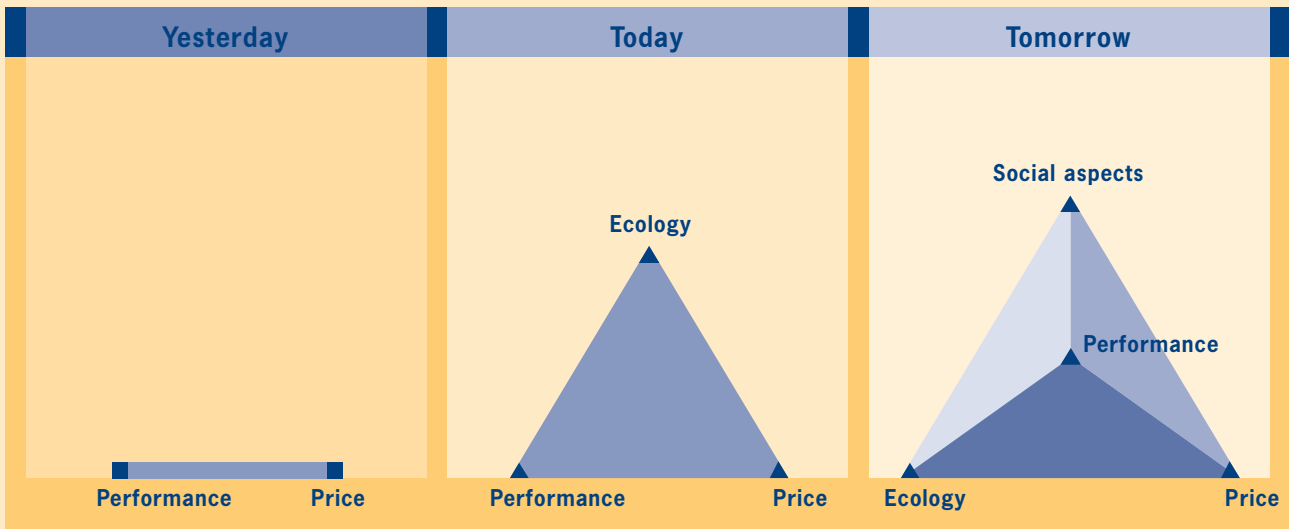 Yesterday
Today
Tomorrow
Social aspects
Ecology
Performance
Performance
Price
Performance
Price
Ecology
Price